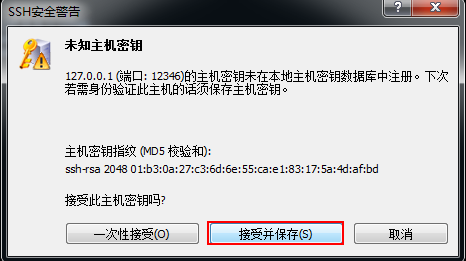 SSH安全警告
未知主机密钥
127.0.0.1 (端口: 12346)的主机密钥未在本地主机密钥数据库中注册。下次
若需身份验证此主机的话须保存主机密钥。
主机密钥指纹 (MD5 校验和):
ssh-rsa 2048 01:b3:0a:27:c3:6d:6e:55:ca:e1:83:17:5a:4d:af:bd
接受此主机密钥吗?
一次性接受(O)
接受并保存(S)
取消